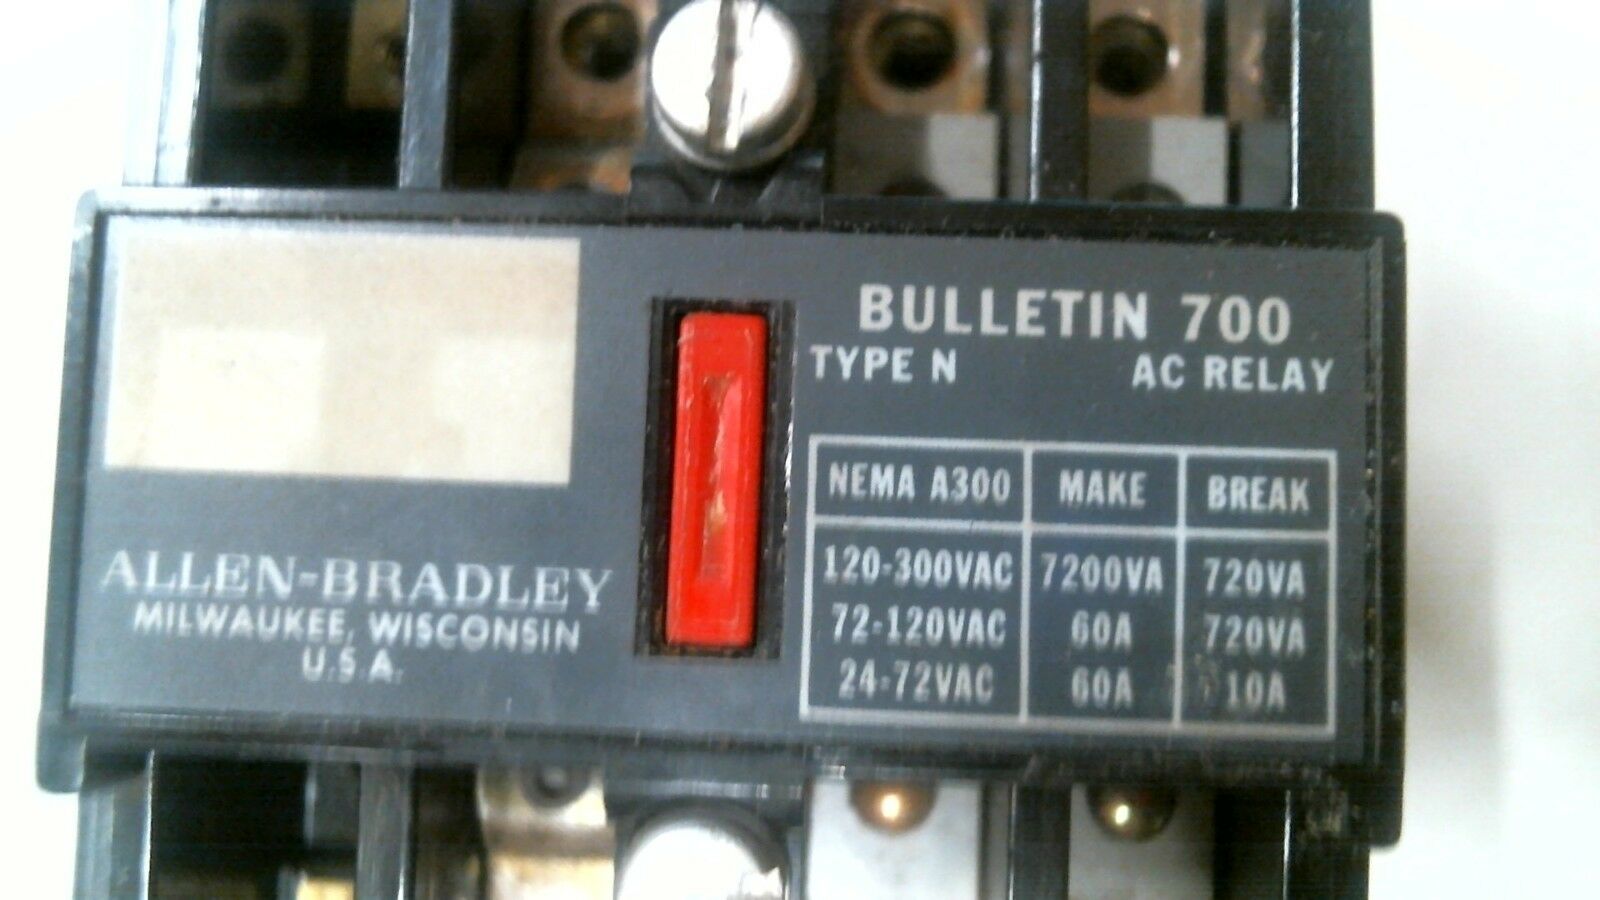 BULLETIN 700
TYPE N AC RELAY
NEMA A300 MAKE BREAK
120-300VAC 7200VA 720VA
72-120VAC 60A 720VA
24-72VAC 60A 10A
ALLEN-BRADLEY
MILWAUKEE, WISCONSIN
U.S.A.